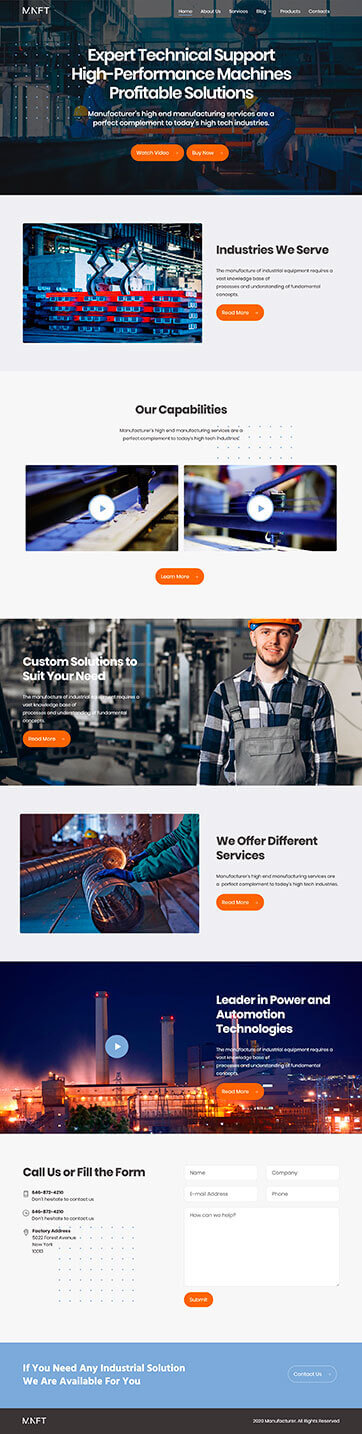 MNFT
Home About Us Services Blog Products Contacts
Expert Technical Support
High-Performance Machines
Profitable Solutions
Manufacturer's high end manufacturing services are a
perfect complement to today's high tech industries.
Watch Video → Buy Now →
Industries We Serve
The manufacture of industrial equipment requires a
vast knowledge base of
processes and understanding of fundamental
concepts.
Read More →
Our Capabilities
Manufacturer's high end manufacturing services are a
perfect complement to today's high tech industries.
Learn More →
Custom Solutions to
Suit Your Need
The manufacture of industrial equipment requires a
vast knowledge base of
processes and understanding of fundamental
concepts.
Read More →
We Offer Different
Services
Manufacturer's high end manufacturing services are
a perfect complement to today's high tech industries.
Read More →
Leader in Power and
Automotion
Technologies
The manufacture of industrial equipment requires a
vast knowledge base of
processes and understanding of fundamental
concepts.
Read More →
Call Us or Fill the Form
646-873-4210
Don't hesitate to contact us
646-873-4210
Don't hesitate to contact us
Factory Address
5022 Forest Avenue
New York
10013
Name
Company
E-mail Address
Phone
How can we help?
Submit
If You Need Any Industrial Solution
We Are Available For You
Contact Us →
MNFT
2020 Manufacturer. All Rights Reserved